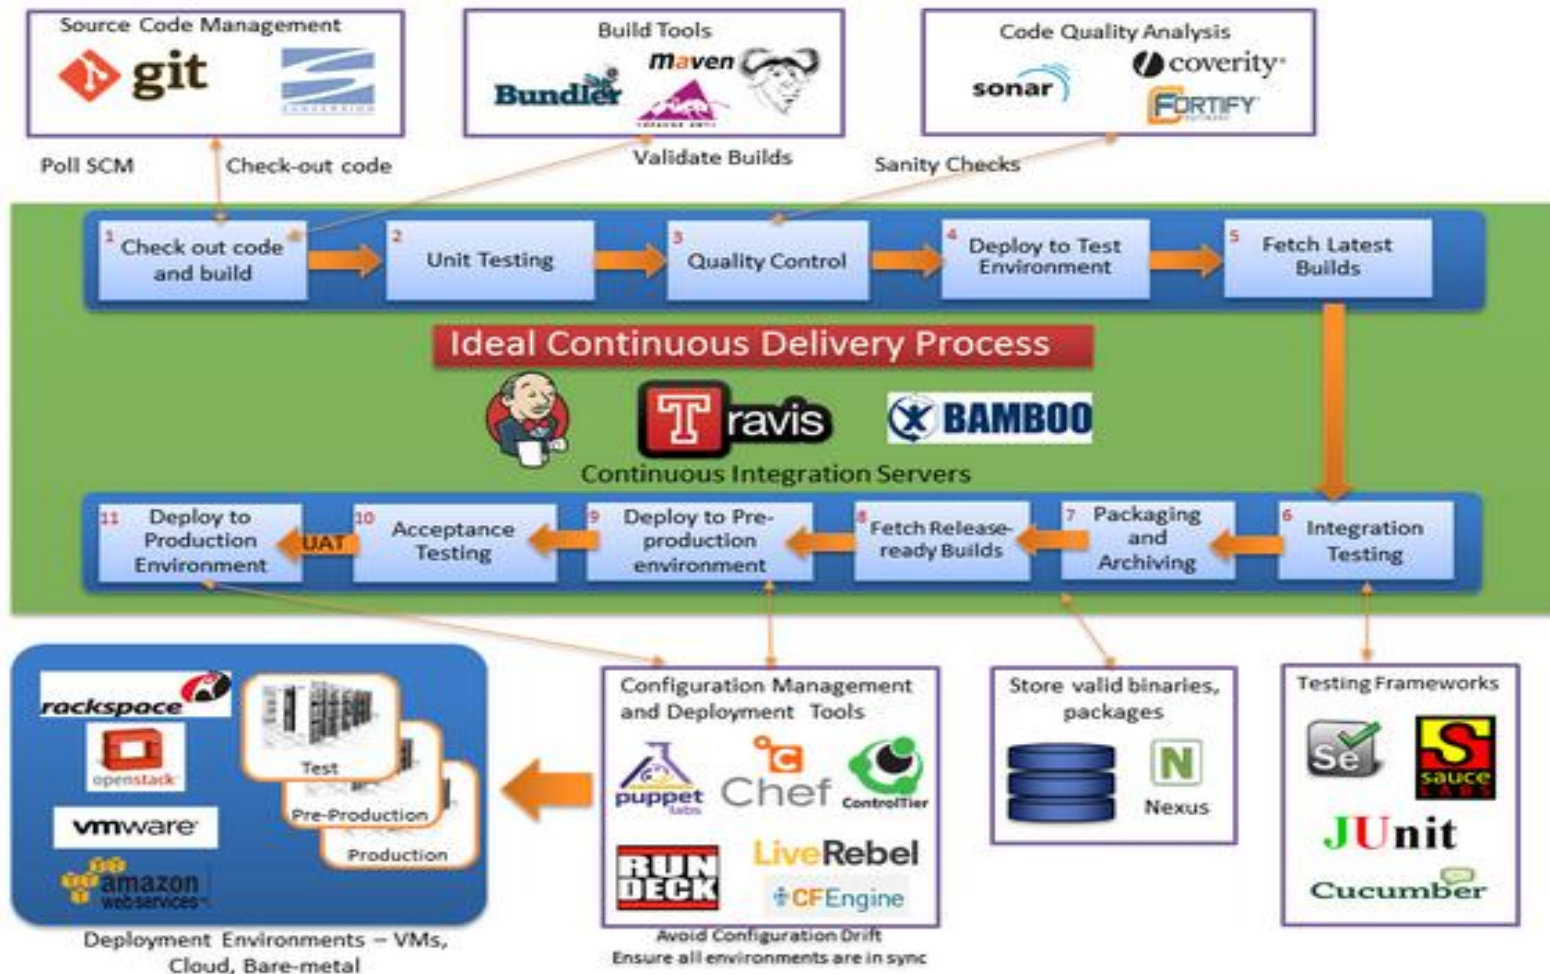 Source Code Management
git
SUBVERSION
Build Tools
Maven
Bundler
Code Quality Analysis
sonar
coverity
FORTIFY
SOFTWARE
Poll SCM
Check-out code
Validate Builds
Sanity Checks
1
Check out code
and build
2
Unit Testing
3
Quality Control
4
Deploy to Test
Environment
5
Fetch Latest
Builds
Ideal Continuous Delivery Process
Travis
BAMBOO
Continuous Integration Servers
11
Deploy to
Production
Environment
UAT
10
Acceptance
Testing
9
Deploy to Pre-
production
environment
8
Fetch Release-
ready Builds
7
Packaging
and
Archiving
6
Integration
Testing
rackspace
openstack
vmware
amazon
webservices
Test
Pre-Production
Production
Deployment Environments – VMs,
Cloud, Bare-metal
Configuration Management
and Deployment Tools
puppet
labs
Chef
ControlTier
RUN
DECK
LiveRebel
CFEngine
Avoid Configuration Drift
Ensure all environments are in sync
Store valid binaries,
packages
N
Nexus
Testing Frameworks
Se
S
sauce
LABS
JUnit
Cucumber